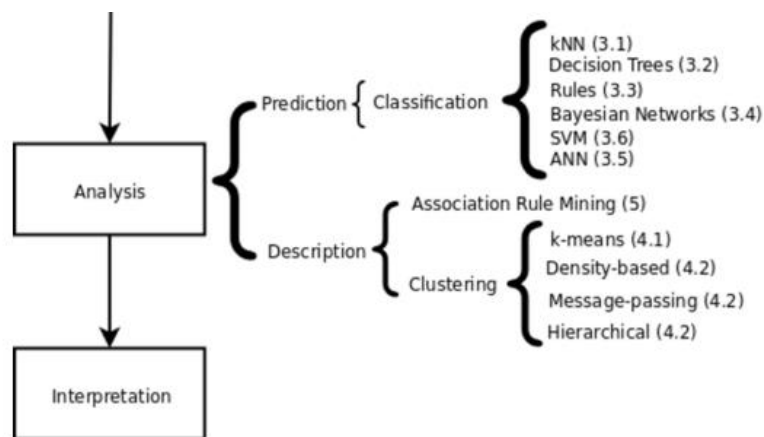 kNN (3.1)
Decision Trees (3.2)
Prediction
Classification
Rules (3.3)
Bayesian Networks (3.4)
SVM (3.6)
ANN (3.5)
Analysis
Association Rule Mining (5)
Description
k-means (4.1)
Density-based (4.2)
Clustering
Message-passing (4.2)
Hierarchical (4.2)
Interpretation